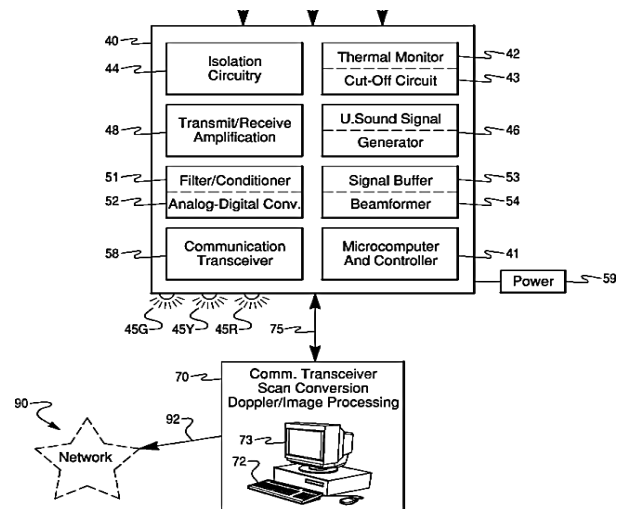 40
44
Isolation
Circuitry
Thermal Monitor
42
Cut-Off Circuit
43
48
Transmit/Receive
Amplification
U.Sound Signal
Generator
46
51
Filter/Conditioner
52
Analog-Digital Conv.
Signal Buffer
53
Beamformer
54
58
Communication
Transceiver
Microcomputer
And Controller
41
Power
59
45G
45Y
45R
75
70
Comm. Transceiver
Scan Conversion
Doppler/Image Processing
90
Network
92
73
72